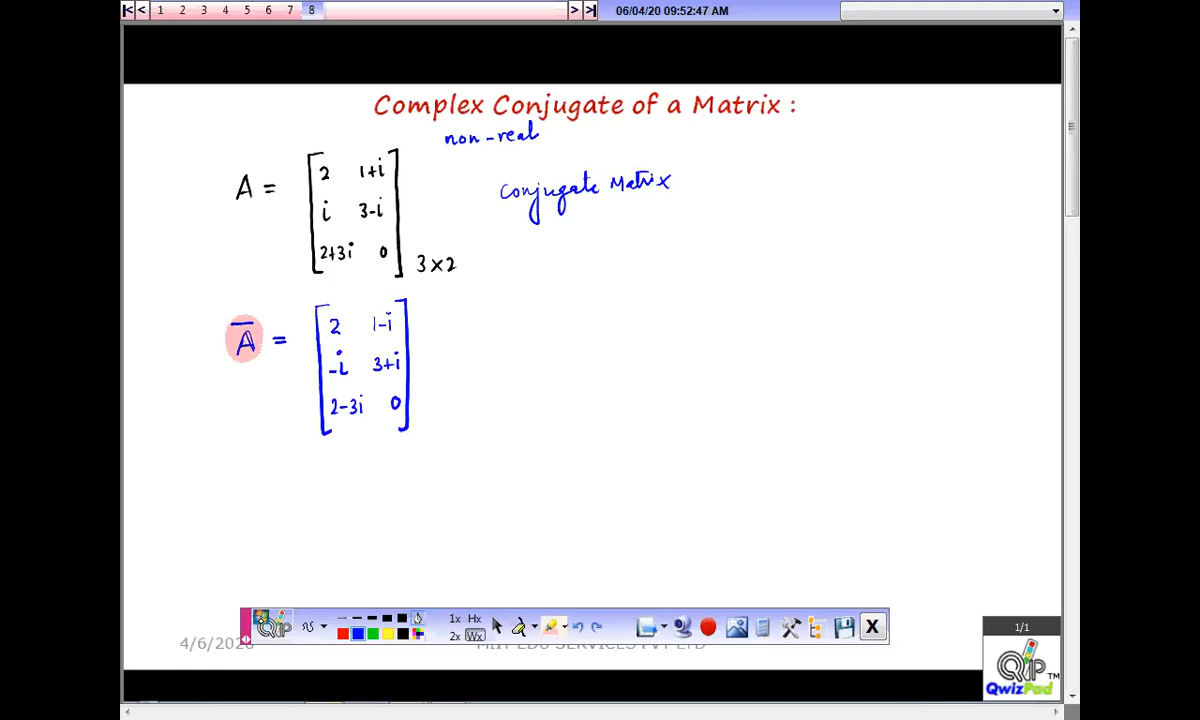 |<< 1 2 3 4 5 6 7 8 > >| 06/04/20 09:52:47 AM
Complex Conjugate of a Matrix :
non-real
A = [ 2 1+i
i 3-i
2+3i 0 ] 3×2
Conjugate Matrix
A̅ = [ 2 1-i
-i 3+i
2-3i 0 ]
1x Hx
2x Wx
X
4/6/202
1/1
QIP™
QwizPad